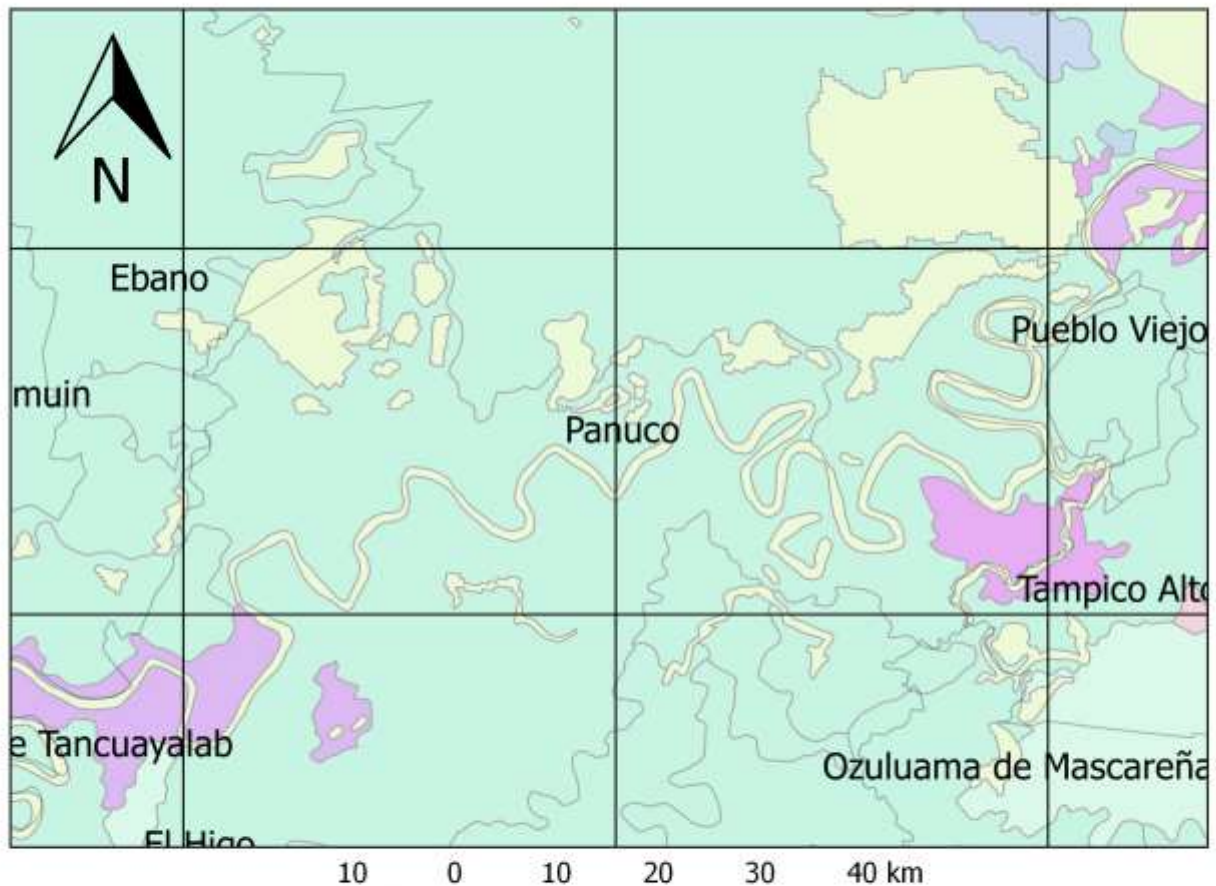 N
Ebano
Pueblo Viejo
muin
Panuco
Tampico Alto
e Tancuayalab
Ozuluama de Mascareña
El Higo
10 0 10 20 30 40 km